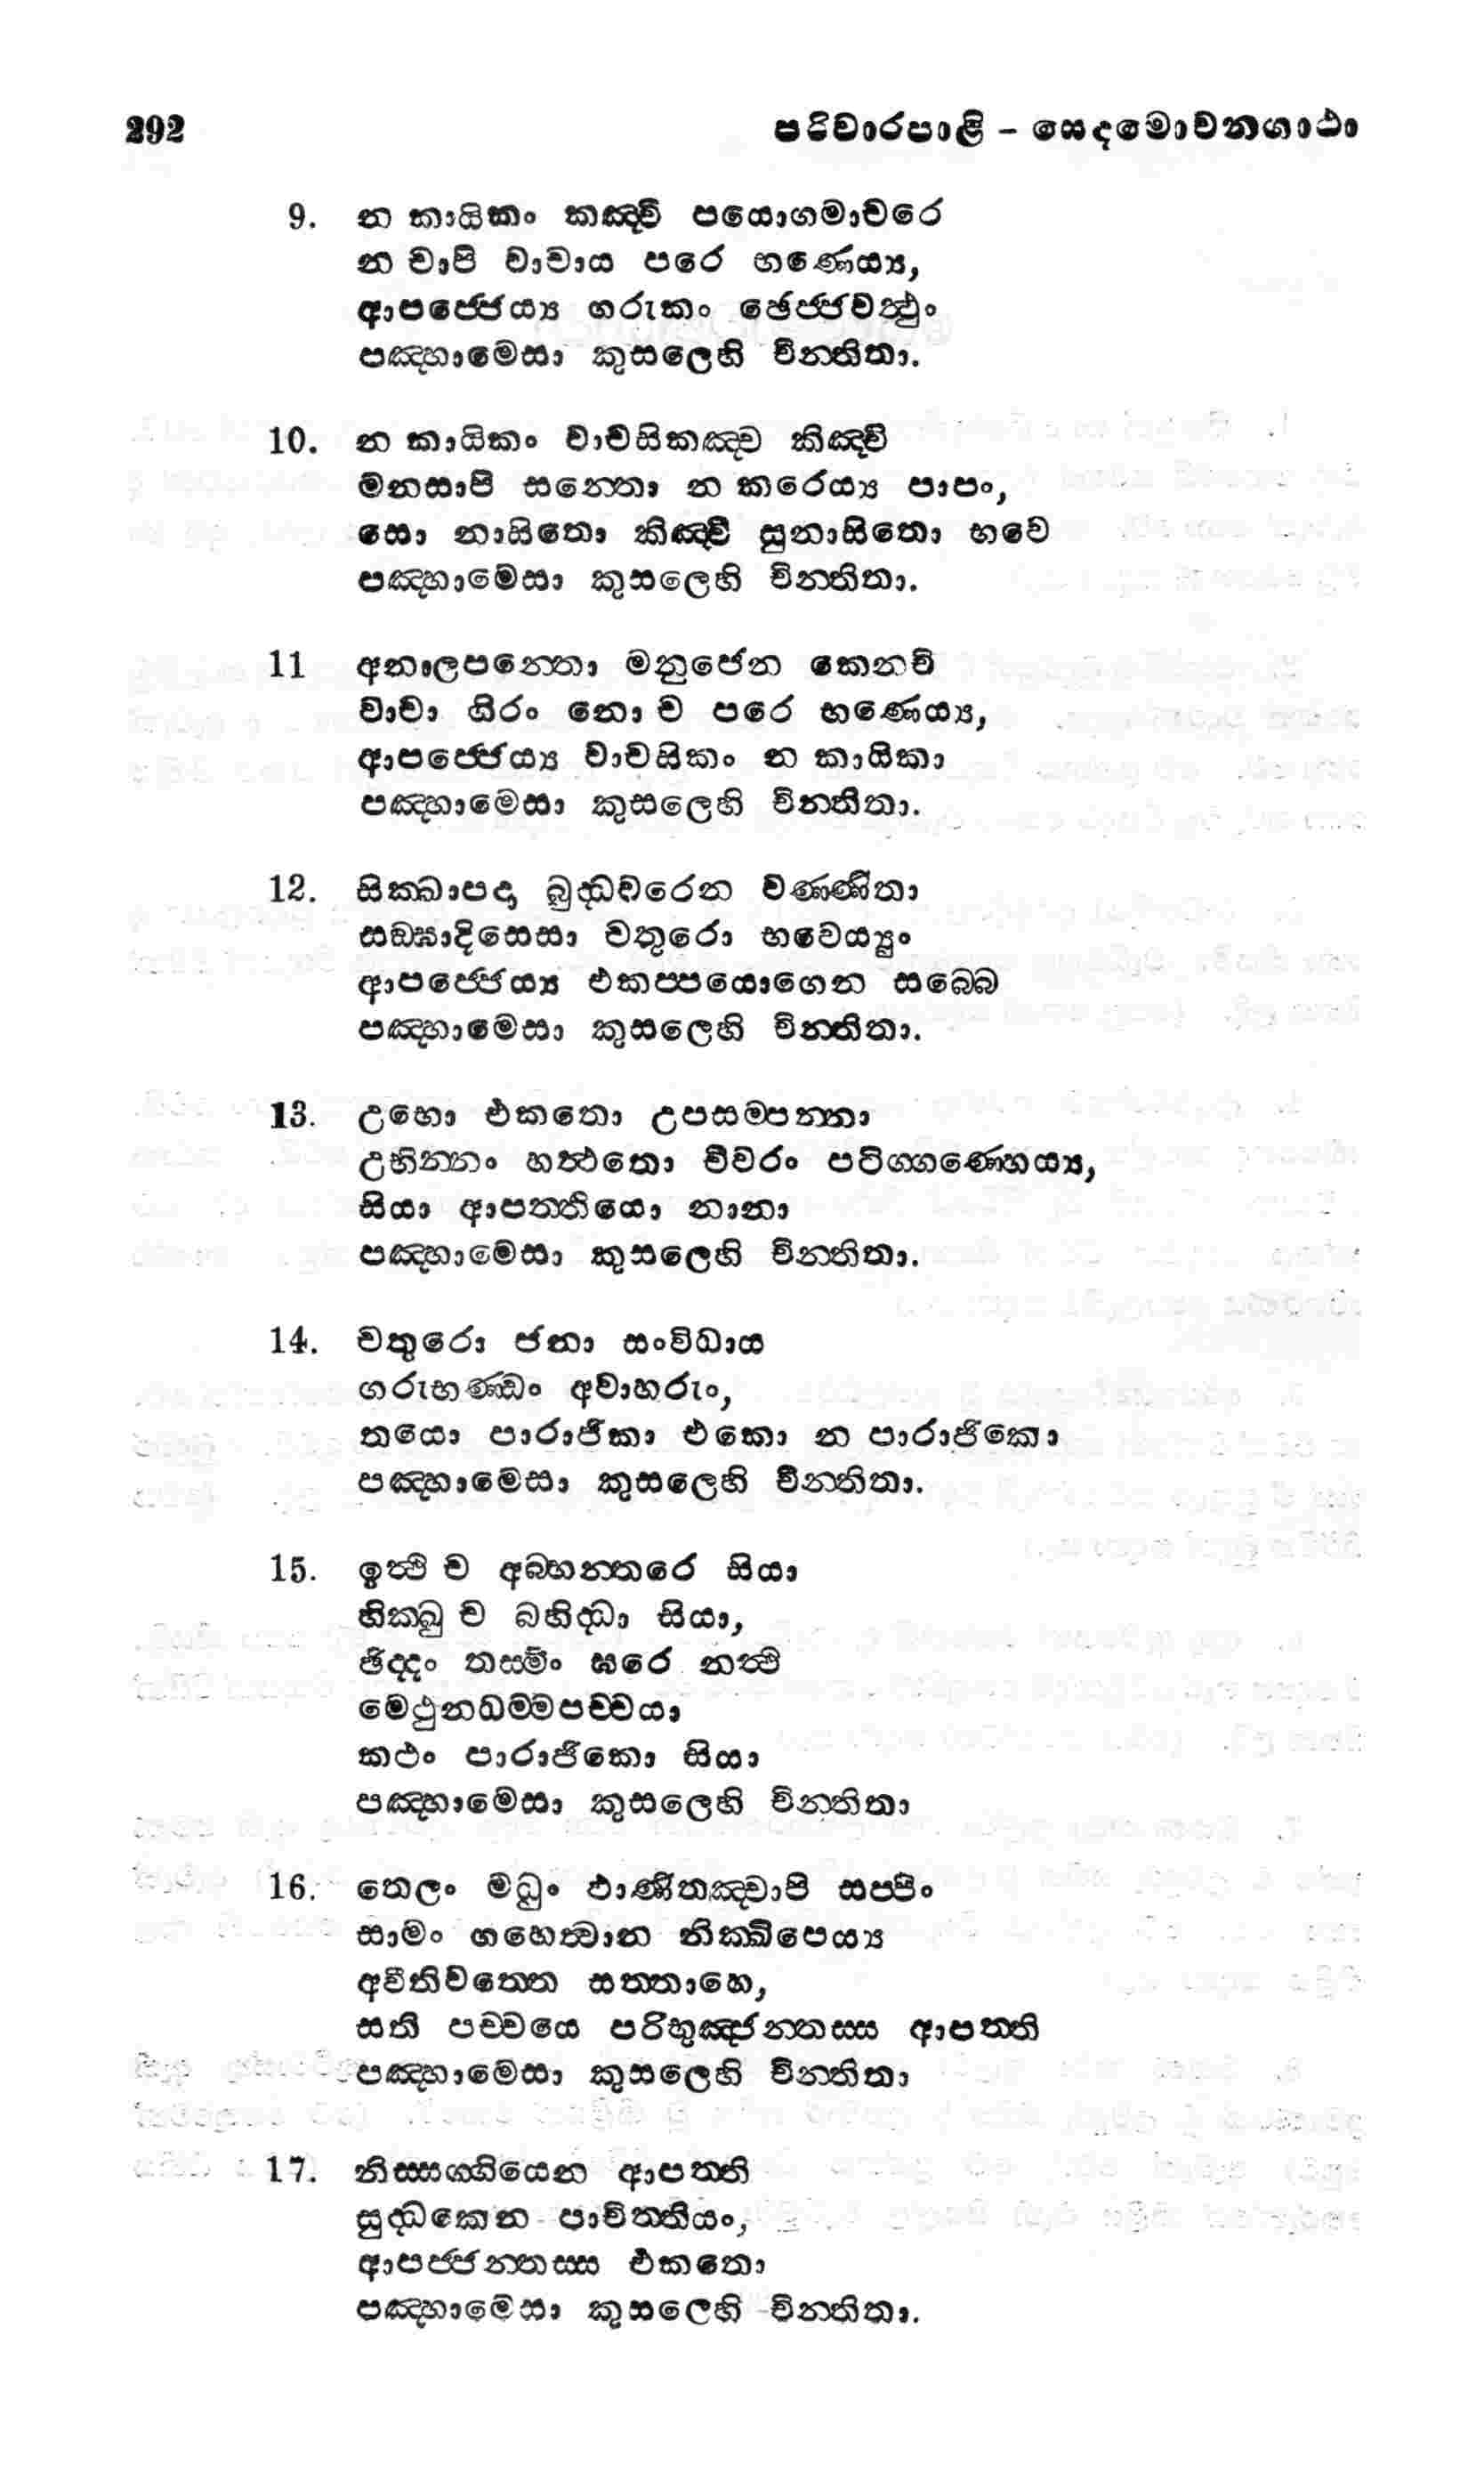 292 පරිවාරපාළි – සෙදමොචනගාථා
9. න කායිකං කඤ්චි පයොගමාචරෙ
න චාපි වාචාය පරෙ භණෙය්‍ය,
ආපජ්ජෙය්‍ය ගරුකං ඡෙජ්ජවත්‍ථුං
පඤ්හාමෙසා කුසලෙහි චින්තිතා.
10. න කායිකං වාචසිකඤ්ච කිඤ්චි
මනසාපි සන්තො න කරෙය්‍ය පාපං,
සො නාසිතො කිඤ්චි සුනාසිතො භවෙ
පඤ්හාමෙසා කුසලෙහි චින්තිතා.
11 අනාලපන්තො මනුජෙන කෙනචි
වාචා ගිරං නො ච පරෙ භණෙය්‍ය,
ආපජ්ජෙය්‍ය වාචසිකං න කායිකා
පඤ්හාමෙසා කුසලෙහි චින්තිතා.
12. සික්ඛාපදා බුද්ධවරෙන වණ්ණිතා
සඞ්ඝාදිසෙසා චතුරො භවෙය්‍යුං
ආපජ්ජෙය්‍ය එකප්පයොගෙන සබ්බෙ
පඤ්හාමෙසා කුසලෙහි චින්තිතා.
13. උභො එකතො උපසම්පන්නා
උභින්නං හත්‍ථතො චීවරං පටිග්ගණ්හෙය්‍ය,
සියා ආපත්තියො නානා
පඤ්හාමෙසා කුසලෙහි චින්තිතා.
14. චතුරො ජනා සංවිධාය
ගරුභණ්ඩං අවාහරුං,
තයො පාරාජිකා එකො න පාරාජිකො
පඤ්හාමෙසා කුසලෙහි චින්තිතා.
15. ඉත්‍ථි ච අබ්භන්තරෙ සියා
භික්ඛු ච බහිද්ධා සියා,
ඡිද්දං තස්මිං ඝරෙ නත්‍ථි
මෙථුනධම්මපච්චයා
කථං පාරාජිකො සියා
පඤ්හාමෙසා කුසලෙහි චින්තිතා
16. තෙලං මධුං ඵාණිතඤ්චාපි සප්පිං
සාමං ගහෙත්‍වාන නික්ඛිපෙය්‍ය
අවීතිවත්තෙ සත්තාහෙ,
සති පච්චයෙ පරිභුඤ්ජන්තස්ස ආපත්ති
පඤ්හාමෙසා කුසලෙහි චින්තිතා
17. නිස්සග්ගියෙන ආපත්ති
සුද්ධකෙන පාචිත්තියං,
ආපජ්ජන්තස්ස එකතො
පඤ්හාමෙසා කුසලෙහි චින්තිතා.